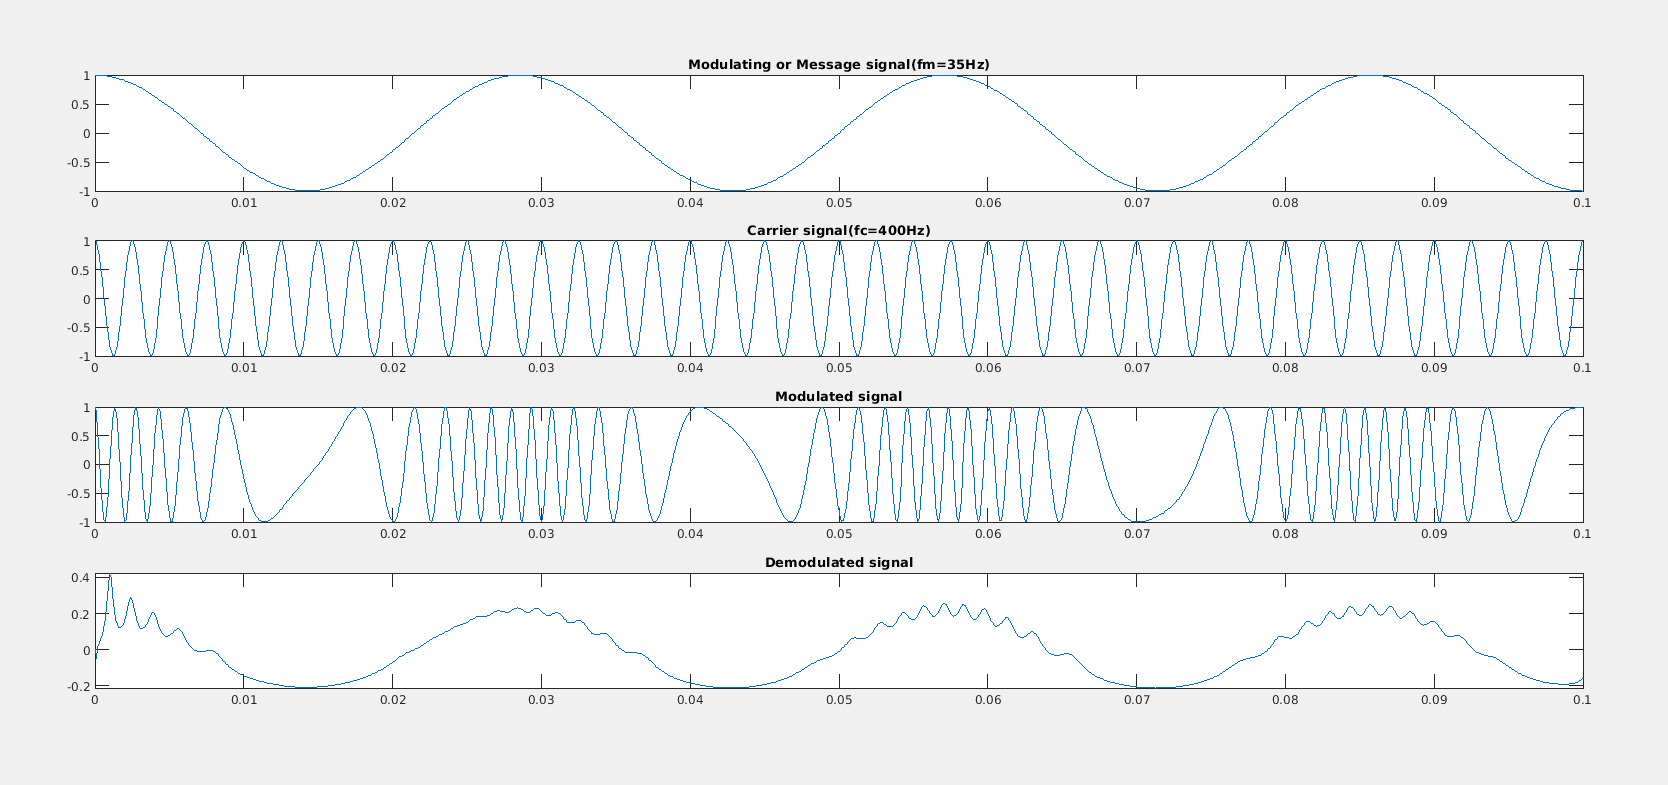 Modulating or Message signal(fm=35Hz)
1
0.5
0
-0.5
-1
0 0.01 0.02 0.03 0.04 0.05 0.06 0.07 0.08 0.09 0.1
Carrier signal(fc=400Hz)
1
0.5
0
-0.5
-1
0 0.01 0.02 0.03 0.04 0.05 0.06 0.07 0.08 0.09 0.1
Modulated signal
1
0.5
0
-0.5
-1
0 0.01 0.02 0.03 0.04 0.05 0.06 0.07 0.08 0.09 0.1
Demodulated signal
0.4
0.2
0
-0.2
0 0.01 0.02 0.03 0.04 0.05 0.06 0.07 0.08 0.09 0.1